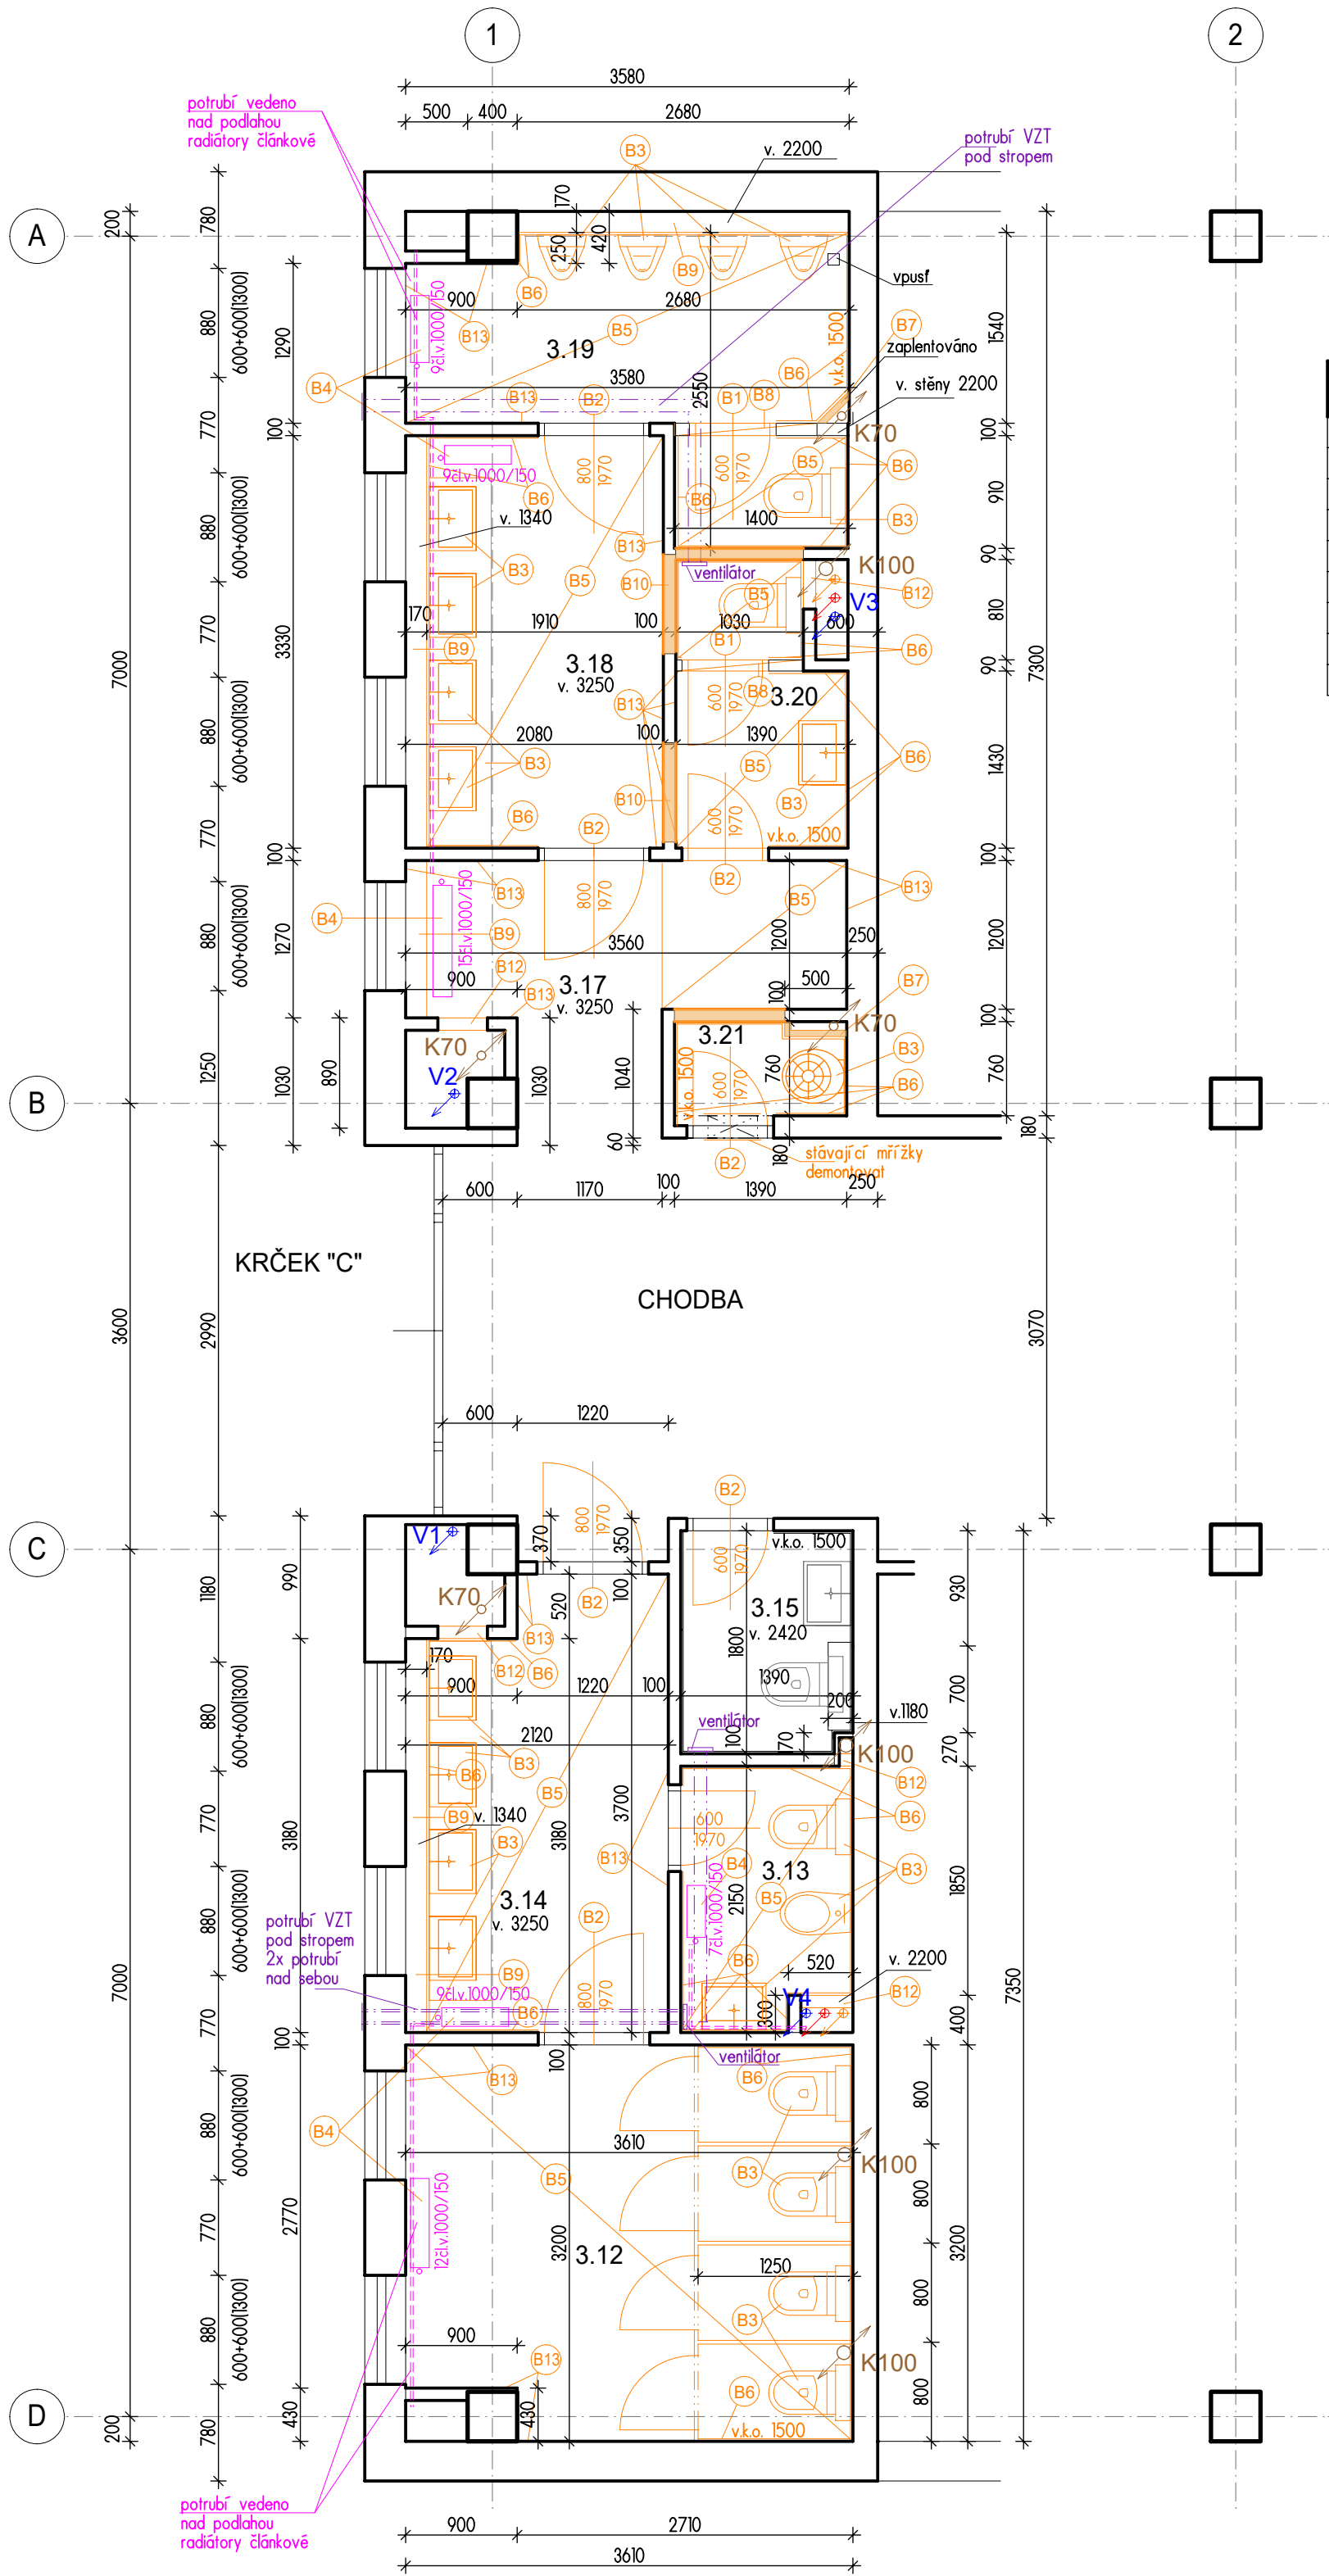 1
2
3580
500
400
2680
potrubí vedeno
nad podlahou
radiátory článkové
B3
v. 2200
potrubí VZT
pod stropem
A
200
780
170
250
420
B9
B6
vpusť
900
2680
B13
9čl.v.1000/150
B5
B7
880
600+600(1300)
1290
3.19
v.k.o. 1500
zaplentováno
1540
B4
3580
2550
B6
v. stěny 2200
B13
B2
B1
B8
770
100
K70
100
9čl.v.1000/150
800
1970
600
1970
B5
B6
B6
B6
910
880
600+600(1300)
v. 1340
1400
B3
B13
B3
B5
ventilátor
K100
90
B10
B5
B12
V3
810
770
170
1910
100
1030
600
3330
B9
B1
B6
3.18
v. 3250
90
7000
7300
B13
600
1970
B8
3.20
880
600+600(1300)
2080
100
1390
B3
B5
B6
1430
B10
B3
B6
B2
600
1970
v.k.o. 1500
770
100
B2
100
B13
B13
B4
15čl.v.1000/150
800
1970
B5
880
600+600(1300)
1270
B9
3560
1200
250
1200
B12
900
3.17
v. 3250
B13
500
B7
100
100
K70
3.21
K70
V2
B3
1250
1030
890
1030
1040
v.k.o. 1500
600
1970
760
B6
760
B
60
180
180
B2
stávající mřížky
demontovat
600
1170
100
1390
250
KRČEK "C"
CHODBA
3600
2990
3070
600
1220
B2
C
V1
370
800
1970
350
v.k.o. 1500
600
1970
K70
100
930
1180
990
520
B2
3.15
v. 2420
B13
1800
170
B12
B6
900
1220
100
1390
700
200
v.1180
880
600+600(1300)
ventilátor
2120
100
170
K100
270
B3
B6
B5
B12
770
B9
v. 1340
3700
600
1970
B6
3180
B3
3180
B13
B4
3.13
B3
1850
880
600+600(1300)
3.14
v. 3250
B5
2150
7čl.v.1000/150
potrubí VZT
pod stropem
2x potrubí
nad sebou
B2
B6
520
v. 2200
7000
7350
B9
9čl.v.1000/150
B6
800
1970
300
V4
B12
770
400
100
100
ventilátor
B13
B6
880
600+600(1300)
B4
800
3610
B5
B3
K100
12čl.v.1000/150
770
2770
800
3200
3200
3.12
1250
880
600+600(1300)
B3
800
900
B13
K100
B6
800
D
200
780
430
430
v.k.o. 1500
potrubí vedeno
nad podlahou
radiátory článkové
900
2710
3610